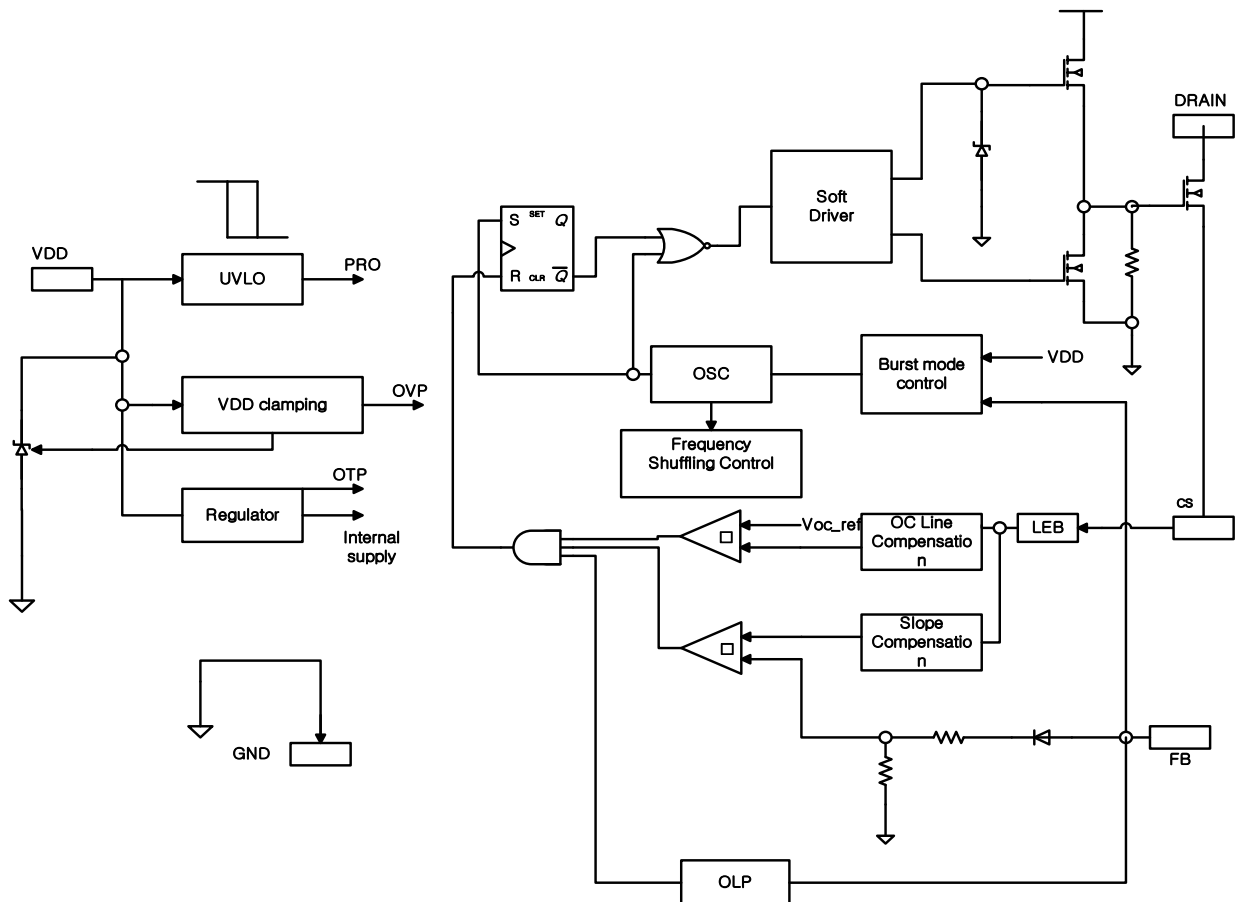 DRAIN
Soft
Driver
S SET Q
R CLR Q
VDD
UVLO
PRO
VDD clamping
OVP
OSC
Burst mode
control
VDD
Frequency
Shuffling Control
Regulator
OTP
Internal
supply
Voc_ref
OC Line
Compensatio
n
LEB
CS
Slope
Compensatio
n
GND
FB
OLP